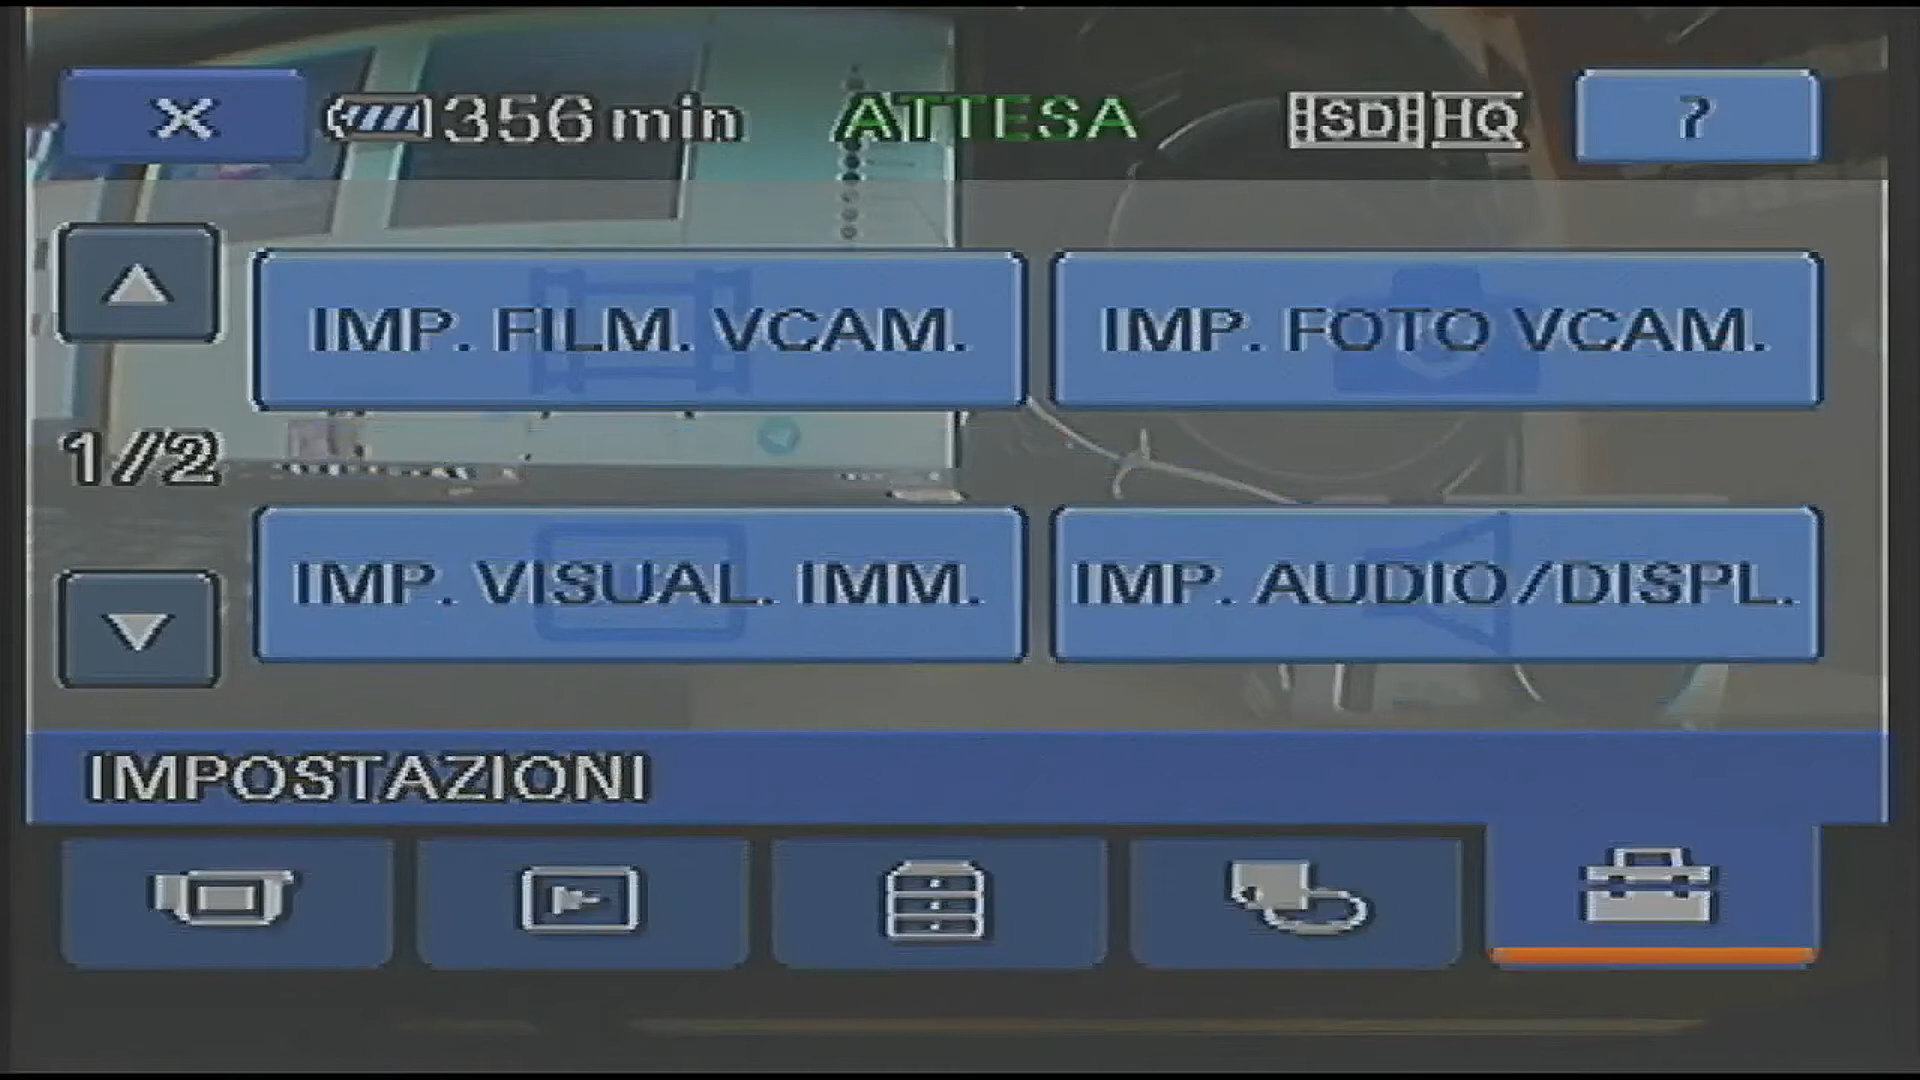 356 min ATTESA SD HQ ?
IMP. FILM. VCAM. IMP. FOTO VCAM.
1/2
IMP. VISUAL. IMM. IMP. AUDIO/DISPL.
IMPOSTAZIONI